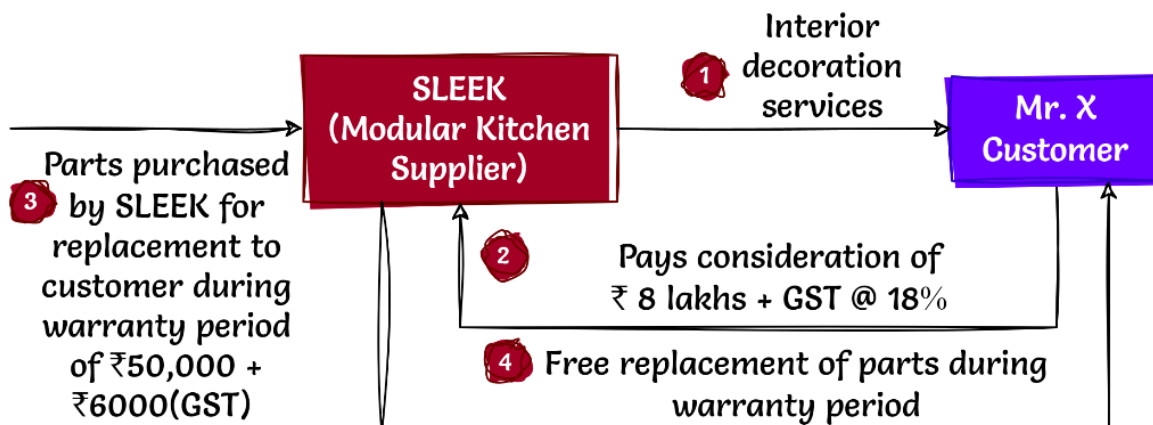 SLEEK
(Modular Kitchen
Supplier)
1
Interior
decoration
services
Mr. X
Customer
3
Parts purchased
by SLEEK for
replacement to
customer during
warranty period
of ₹50,000 +
₹6000(GST)
2
Pays consideration of
₹ 8 lakhs + GST @ 18%
4
Free replacement of parts during
warranty period